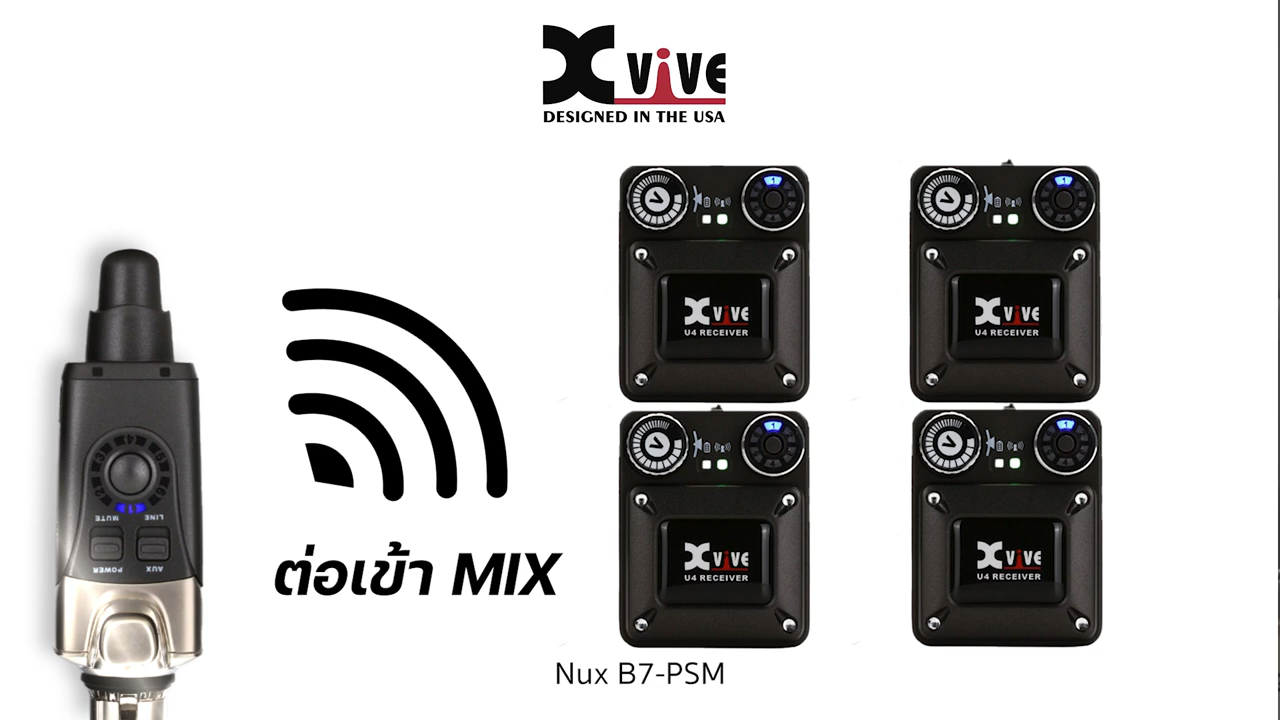 Xvive
DESIGNED IN THE USA
Xvive
U4 RECEIVER
Xvive
U4 RECEIVER
MUTE LINE
POWER AUX
ต่อเข้า MIX
Xvive
U4 RECEIVER
Xvive
U4 RECEIVER
Nux B7-PSM